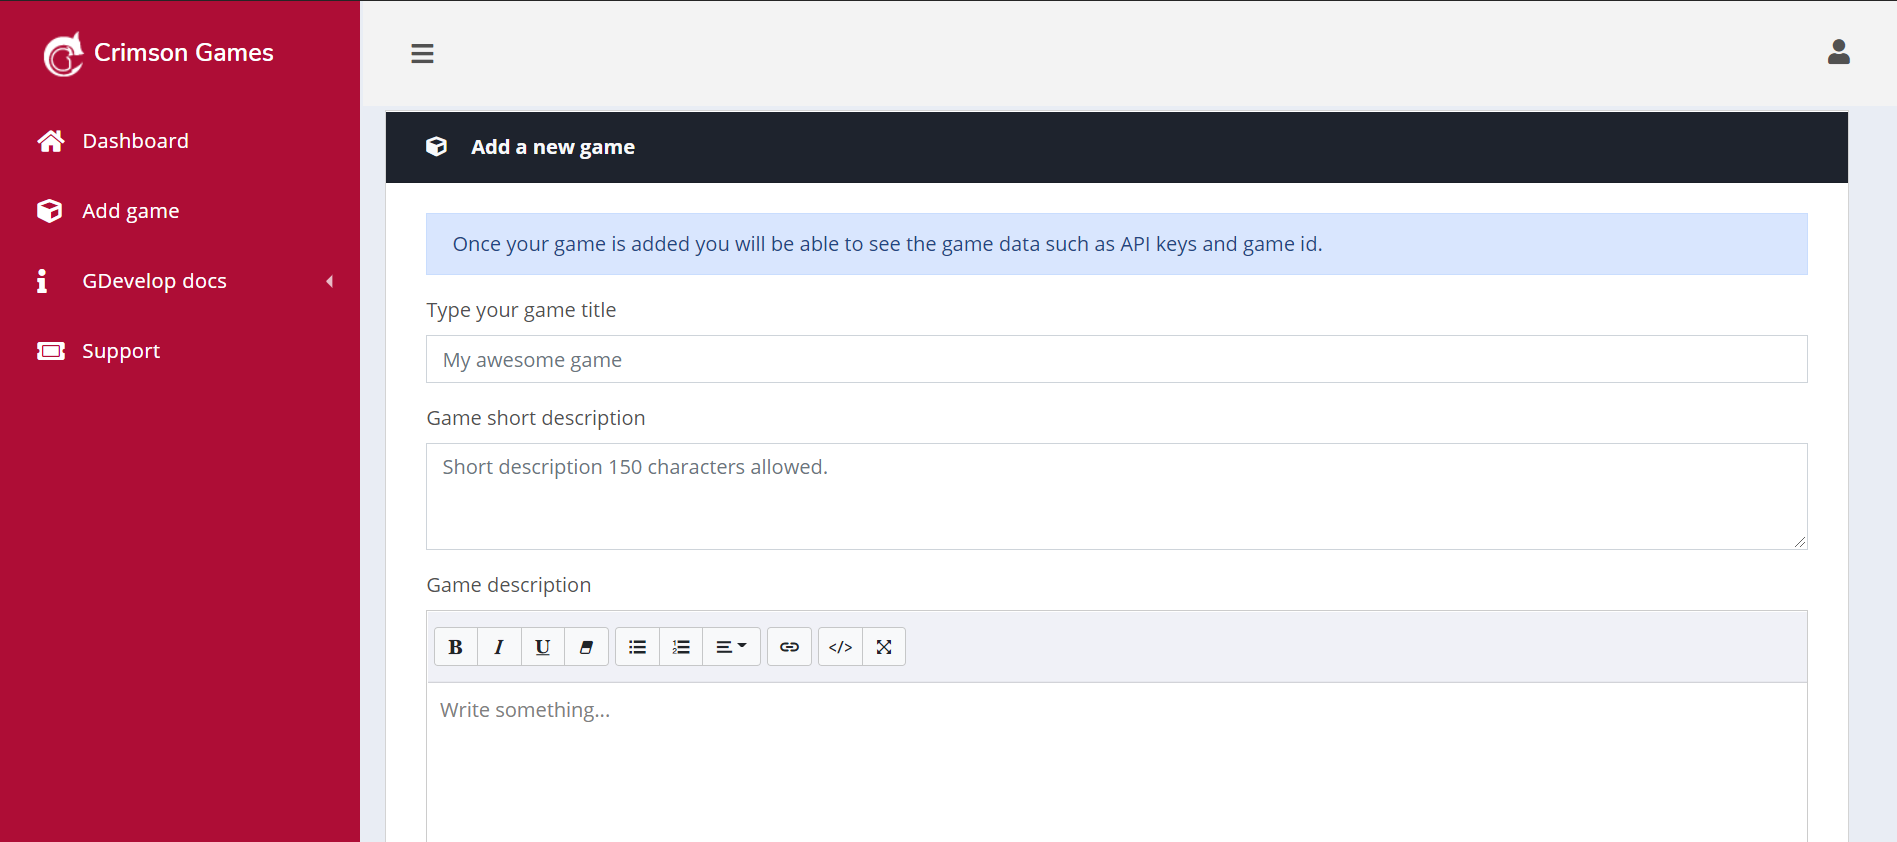 Crimson Games
Dashboard
Add game
GDevelop docs
Support
Add a new game
Once your game is added you will be able to see the game data such as API keys and game id.
Type your game title
My awesome game
Game short description
Short description 150 characters allowed.
Game description
B I U </>
Write something...